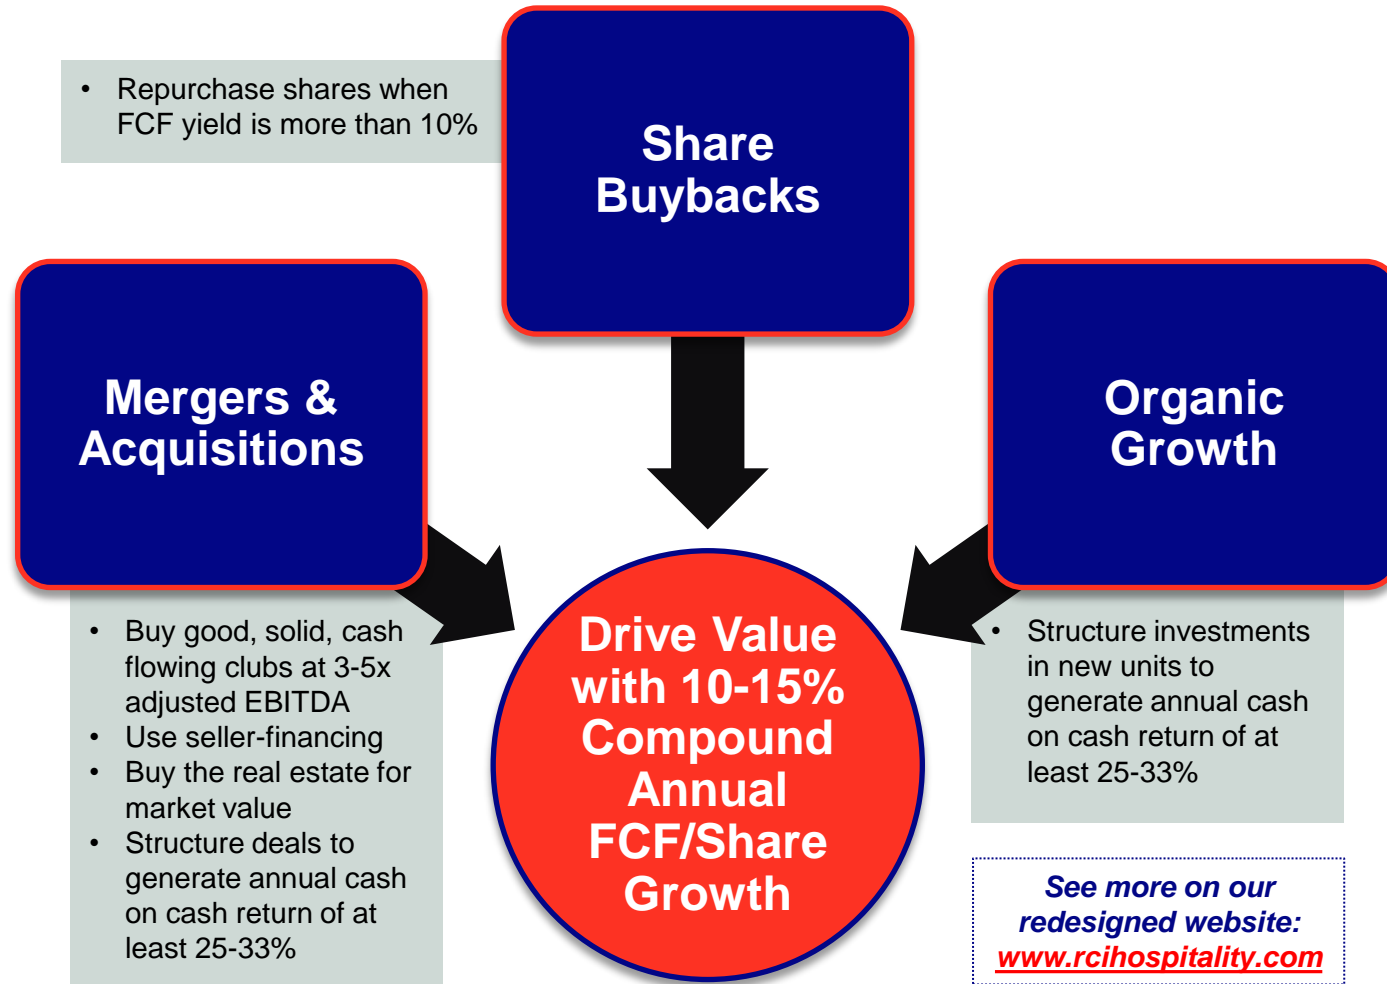 • Repurchase shares when
FCF yield is more than 10%
Share
Buybacks
Mergers &
Acquisitions
• Buy good, solid, cash
flowing clubs at 3-5x
adjusted EBITDA
• Use seller-financing
• Buy the real estate for
market value
• Structure deals to
generate annual cash
on cash return of at
least 25-33%
Organic
Growth
• Structure investments
in new units to
generate annual cash
on cash return of at
least 25-33%
Drive Value
with 10-15%
Compound
Annual
FCF/Share
Growth
See more on our
redesigned website:
www.rcihospitality.com